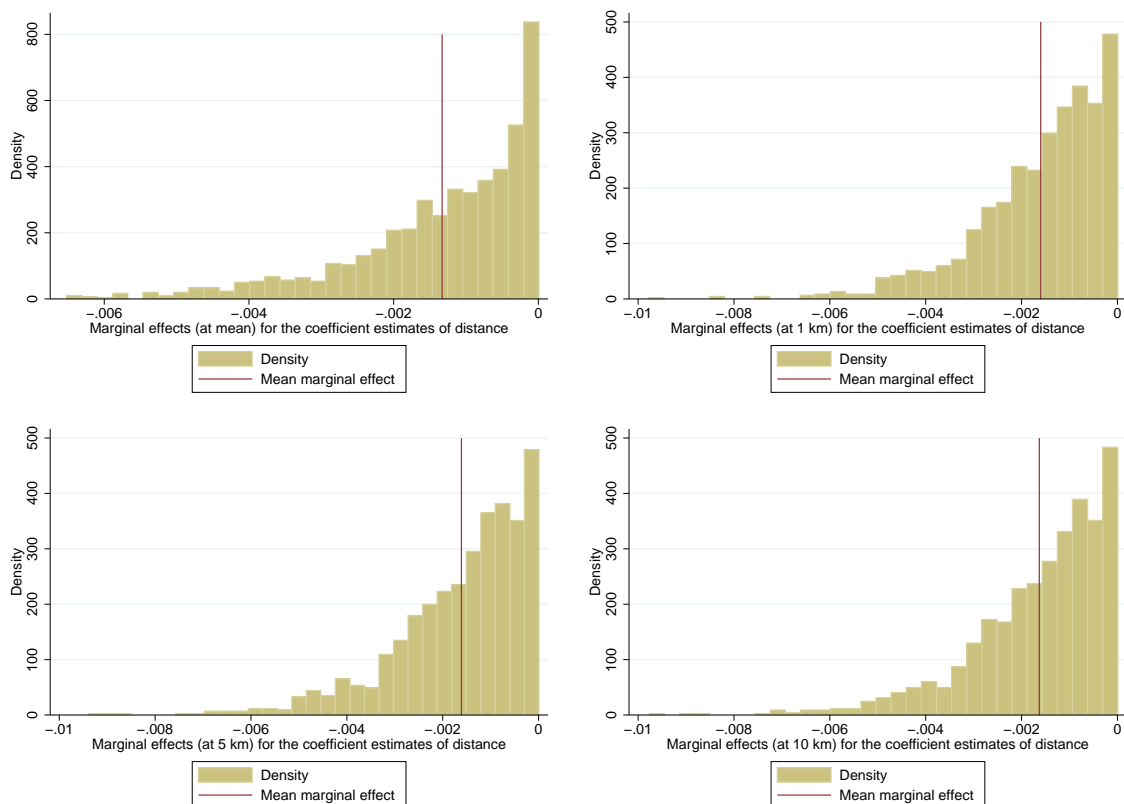 Density
0
200
400
600
800
−.006
−.004
−.002
0
Marginal effects (at mean) for the coefficient estimates of distance
Density
Mean marginal effect
Density
0
100
200
300
400
500
−.01
−.008
−.006
−.004
−.002
0
Marginal effects (at 1 km) for the coefficient estimates of distance
Density
Mean marginal effect
Density
0
100
200
300
400
500
−.01
−.008
−.006
−.004
−.002
0
Marginal effects (at 5 km) for the coefficient estimates of distance
Density
Mean marginal effect
Density
0
100
200
300
400
500
−.01
−.008
−.006
−.004
−.002
0
Marginal effects (at 10 km) for the coefficient estimates of distance
Density
Mean marginal effect